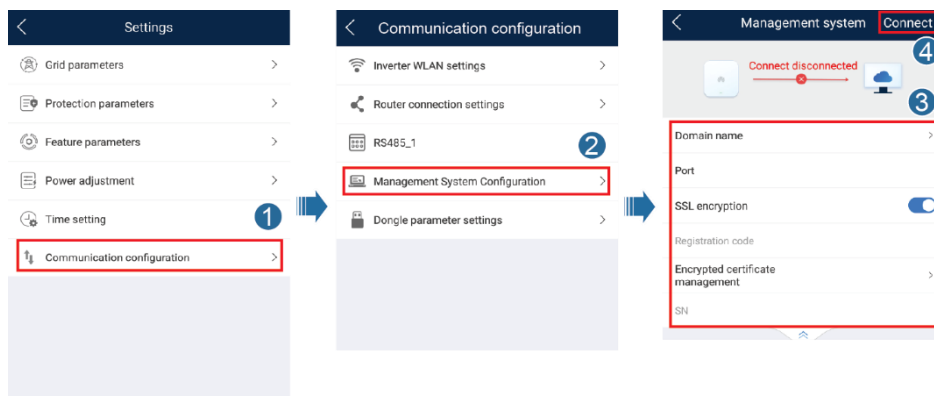 Settings
Grid parameters
Protection parameters
Feature parameters
Power adjustment
Time setting
1
Communication configuration
Communication configuration
Inverter WLAN settings
Router connection settings
RS485_1
2
Management System Configuration
Dongle parameter settings
Management system
Connect
4
Connect disconnected
3
Domain name
Port
SSL encryption
Registration code
Encrypted certificate
management
SN